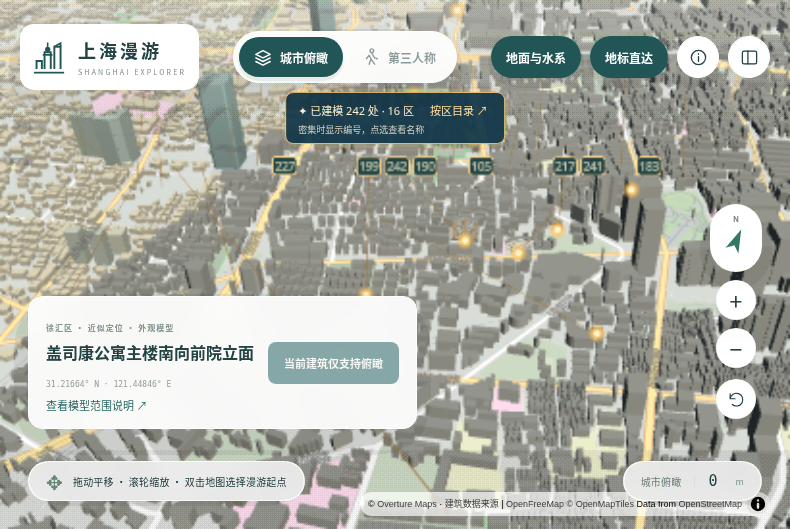 上海漫游
SHANGHAI EXPLORER
城市俯瞰
第三人称
地面与水系
地标直达
✦ 已建模 242 处 · 16 区 按区目录 ↗
密集时显示编号，点选查看名称
227
199
242
190
105
217
241
183
N
徐汇区 · 近似定位 · 外观模型
盖司康公寓主楼南向前院立面
当前建筑仅支持俯瞰
31.21664° N · 121.44846° E
查看模型范围说明 ↗
拖动平移 · 滚轮缩放 · 双击地图选择漫游起点
城市俯瞰 0 m
© Overture Maps · 建筑数据来源 | OpenFreeMap © OpenMapTiles Data from OpenStreetMap